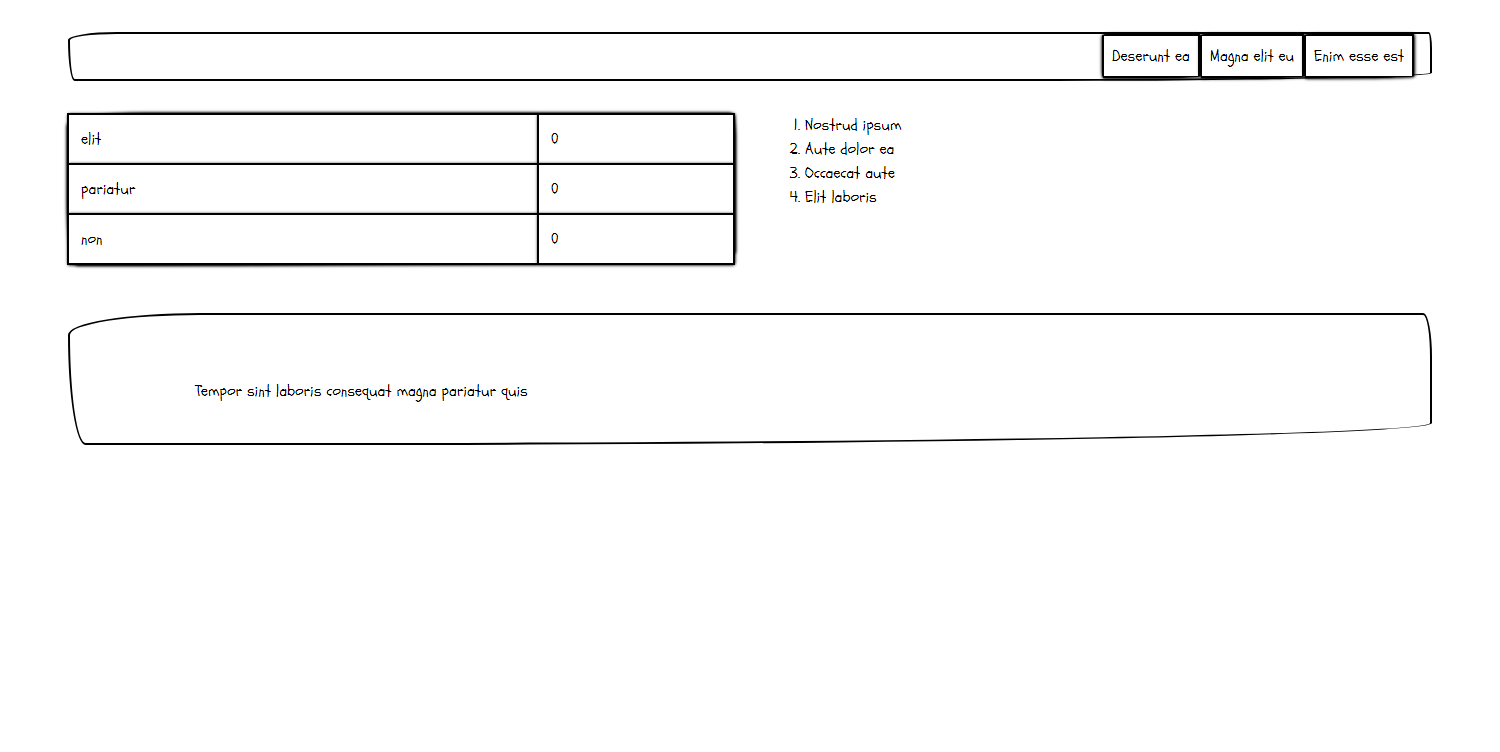 Deserunt ea Magna elit eu Enim esse est
elit 0
pariatur 0
non 0
1. Nostrud ipsum
2. Aute dolor ea
3. Occaecat aute
4. Elit laboris
Tempor sint laboris consequat magna pariatur quis